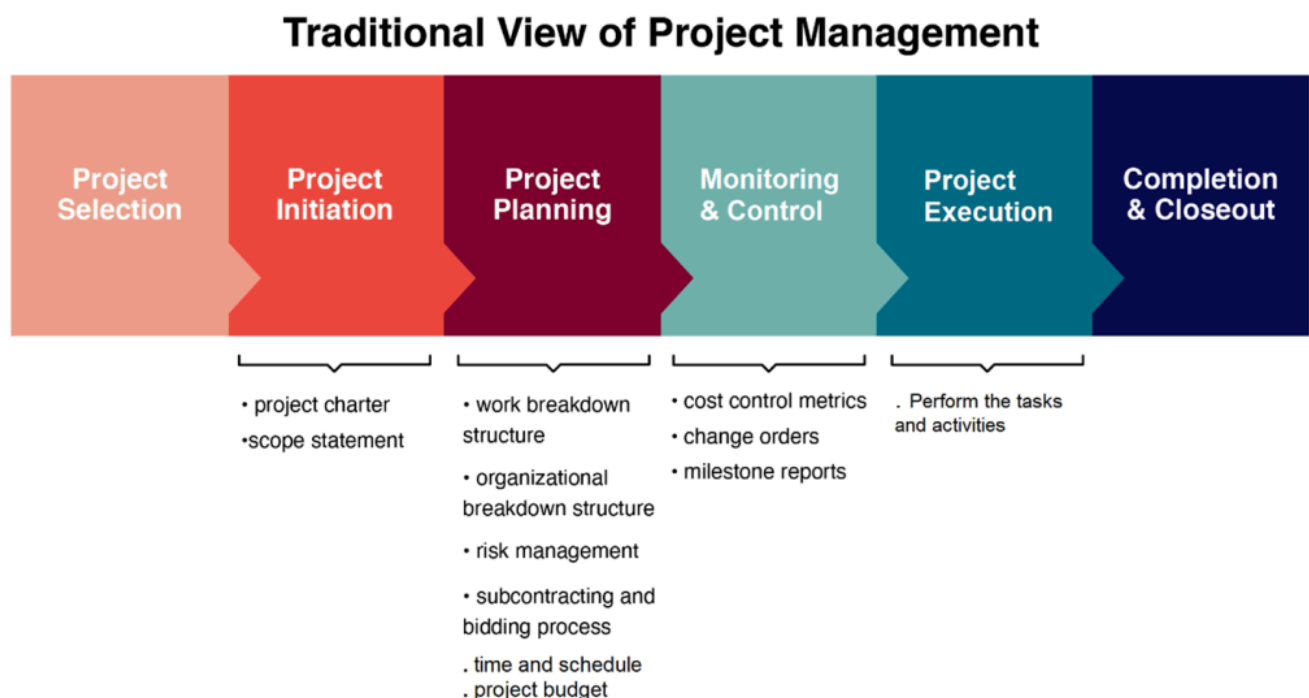 Traditional View of Project Management
Project
Selection
Project
Initiation
Project
Planning
Monitoring
& Control
Project
Execution
Completion
& Closeout
• project charter
•scope statement
• work breakdown
structure
• organizational
breakdown structure
• risk management
• subcontracting and
bidding process
. time and schedule
. project budget
• cost control metrics
• change orders
• milestone reports
. Perform the tasks
and activities